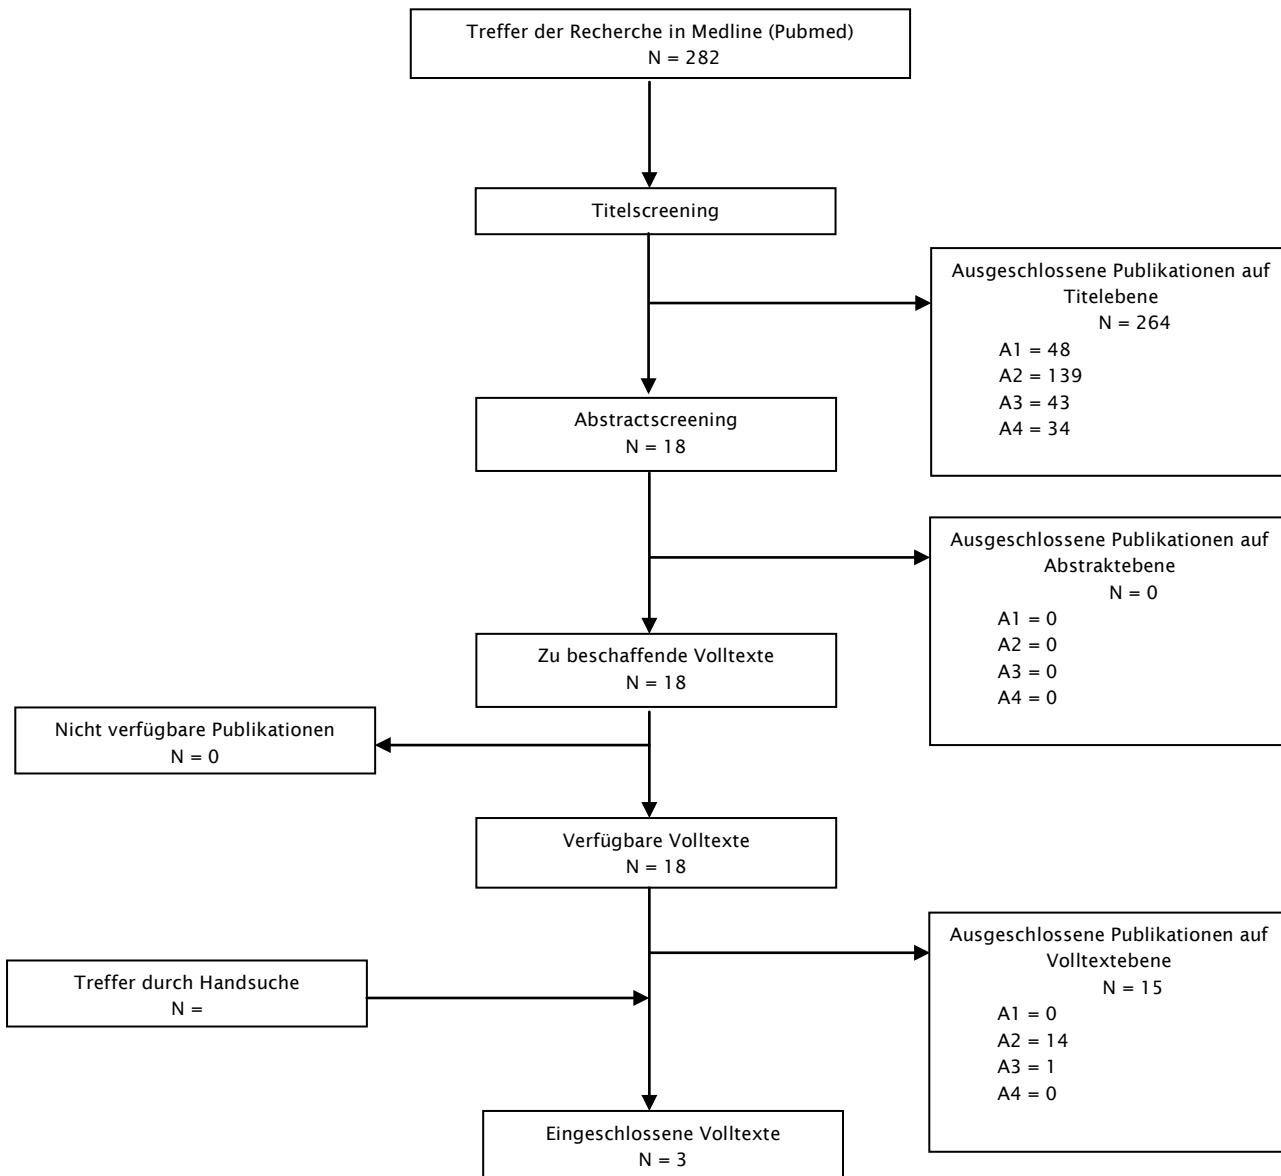 Treffer der Recherche in Medline (Pubmed)
N = 282
Titelscreening
Ausgeschlossene Publikationen auf
Titelebene
N = 264
A1 = 48
A2 = 139
A3 = 43
A4 = 34
Abstractscreening
N = 18
Ausgeschlossene Publikationen auf
Abstraktebene
N = 0
A1 = 0
A2 = 0
A3 = 0
A4 = 0
Zu beschaffende Volltexte
N = 18
Nicht verfügbare Publikationen
N = 0
Verfügbare Volltexte
N = 18
Ausgeschlossene Publikationen auf
Volltextebene
N = 15
A1 = 0
A2 = 14
A3 = 1
A4 = 0
Treffer durch Handsuche
N =
Eingeschlossene Volltexte
N = 3